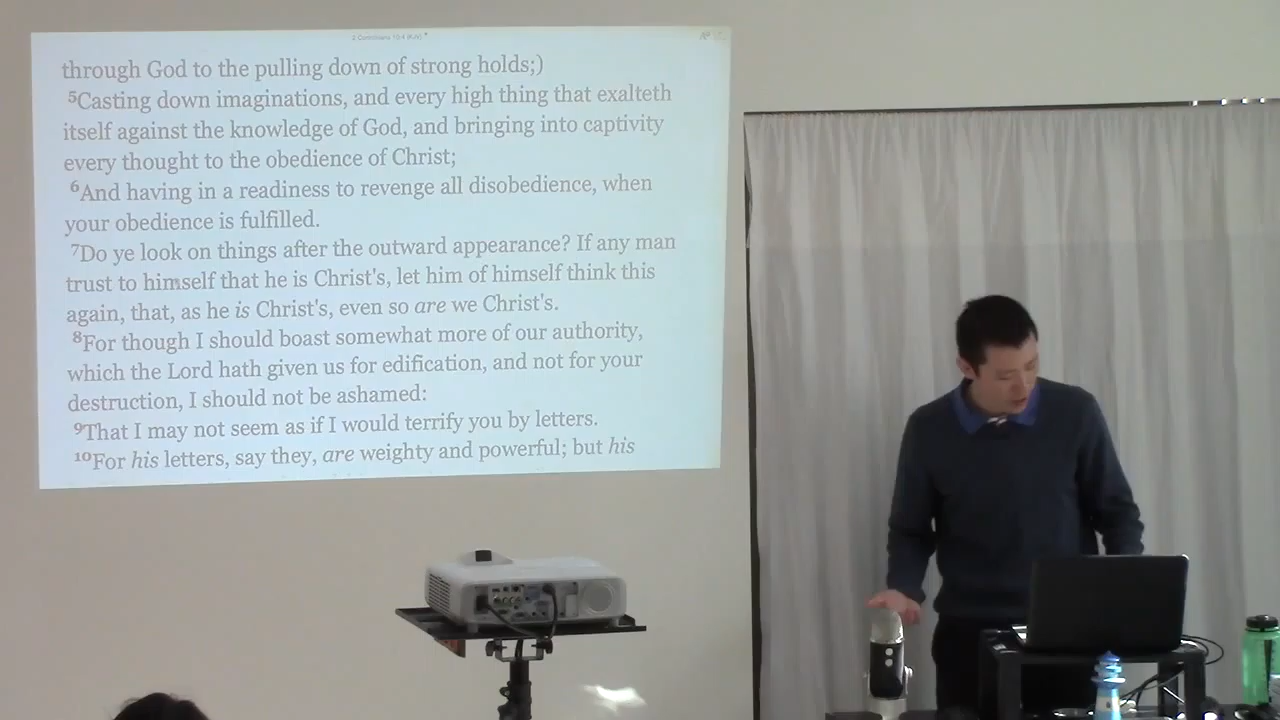 2 Corinthians 10:4 (KJV)
through God to the pulling down of strong holds;)
⁵Casting down imaginations, and every high thing that exalteth
itself against the knowledge of God, and bringing into captivity
every thought to the obedience of Christ;
⁶And having in a readiness to revenge all disobedience, when
your obedience is fulfilled.
⁷Do ye look on things after the outward appearance? If any man
trust to himself that he is Christ's, let him of himself think this
again, that, as he is Christ's, even so are we Christ's.
⁸For though I should boast somewhat more of our authority,
which the Lord hath given us for edification, and not for your
destruction, I should not be ashamed:
⁹That I may not seem as if I would terrify you by letters.
¹⁰For his letters, say they, are weighty and powerful; but his